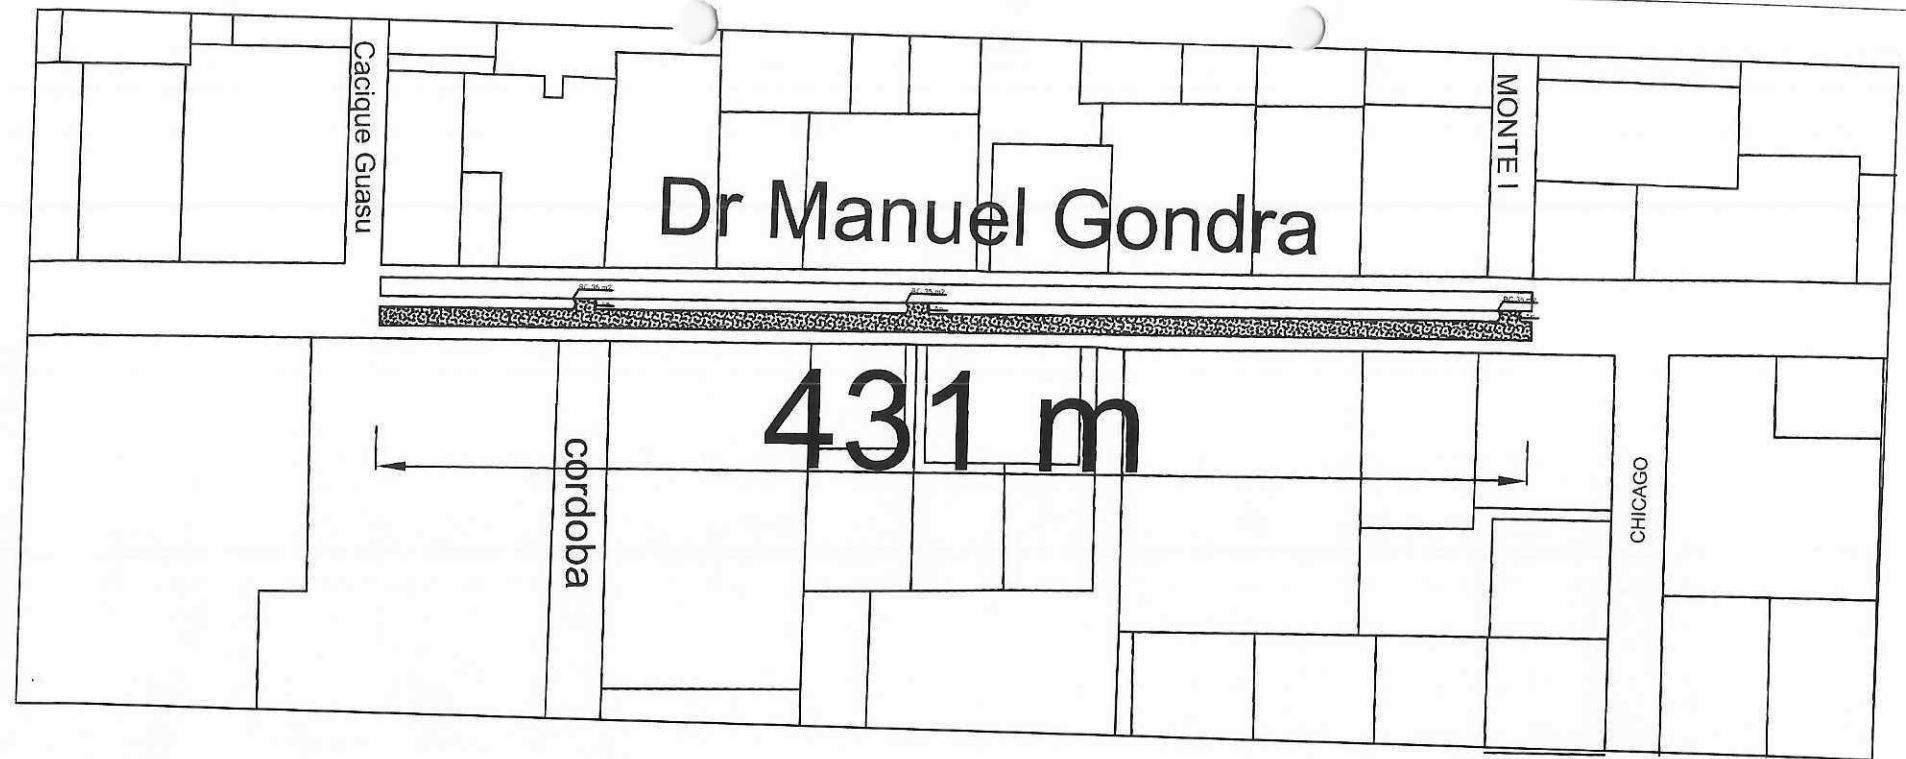 Cacique Guasu
MONTE I
Dr Manuel Gondra
431 m
cordoba
CHICAGO